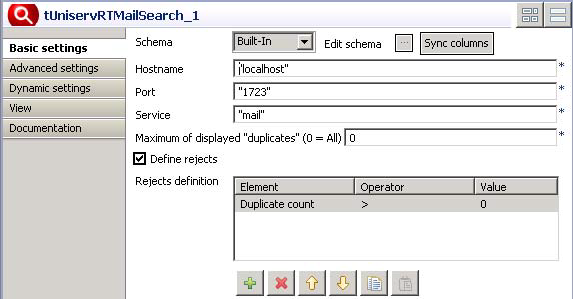 tUniservRTMailSearch_1
Basic settings
Advanced settings
Dynamic settings
View
Documentation
Schema Built-In Edit schema ... Sync columns
Hostname "localhost" *
Port "1723" *
Service "mail" *
Maximum of displayed "duplicates" (0 = All) 0 *
Define rejects
Rejects definition
Element Operator Value
Duplicate count > 0